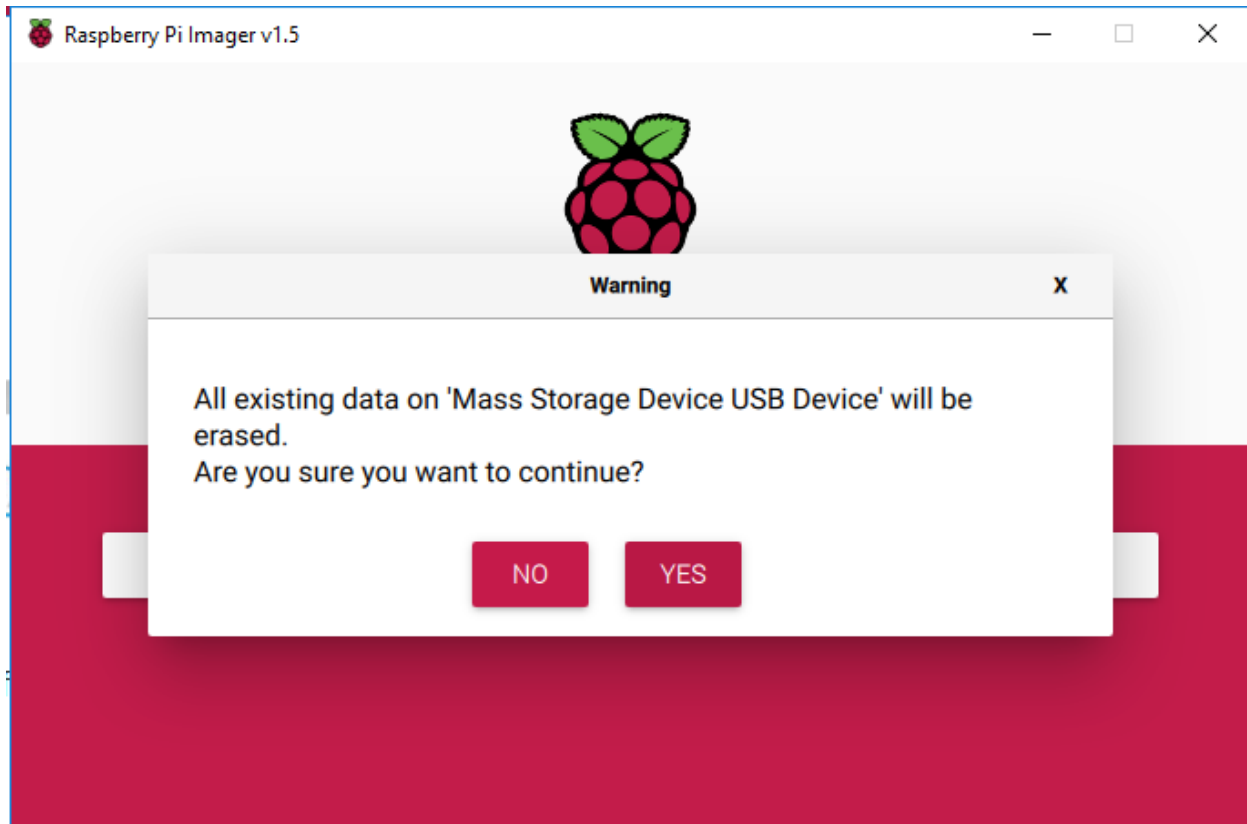 Raspberry Pi Imager v1.5
Warning
X
All existing data on 'Mass Storage Device USB Device' will be
erased.
Are you sure you want to continue?
NO YES